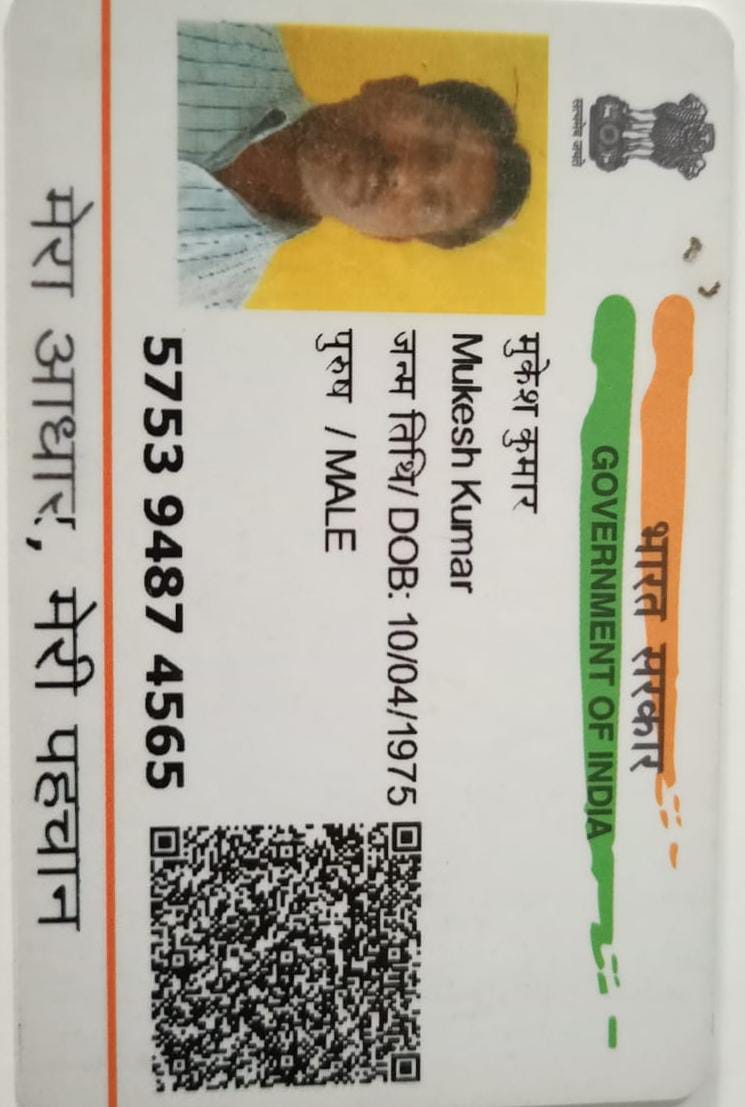 सत्यमेव जयते
भारत सरकार
GOVERNMENT OF INDIA
मुकेश कुमार
Mukesh Kumar
जन्म तिथि/ DOB: 10/04/1975
पुरुष / MALE
5753 9487 4565
मेरा आधार, मेरी पहचान